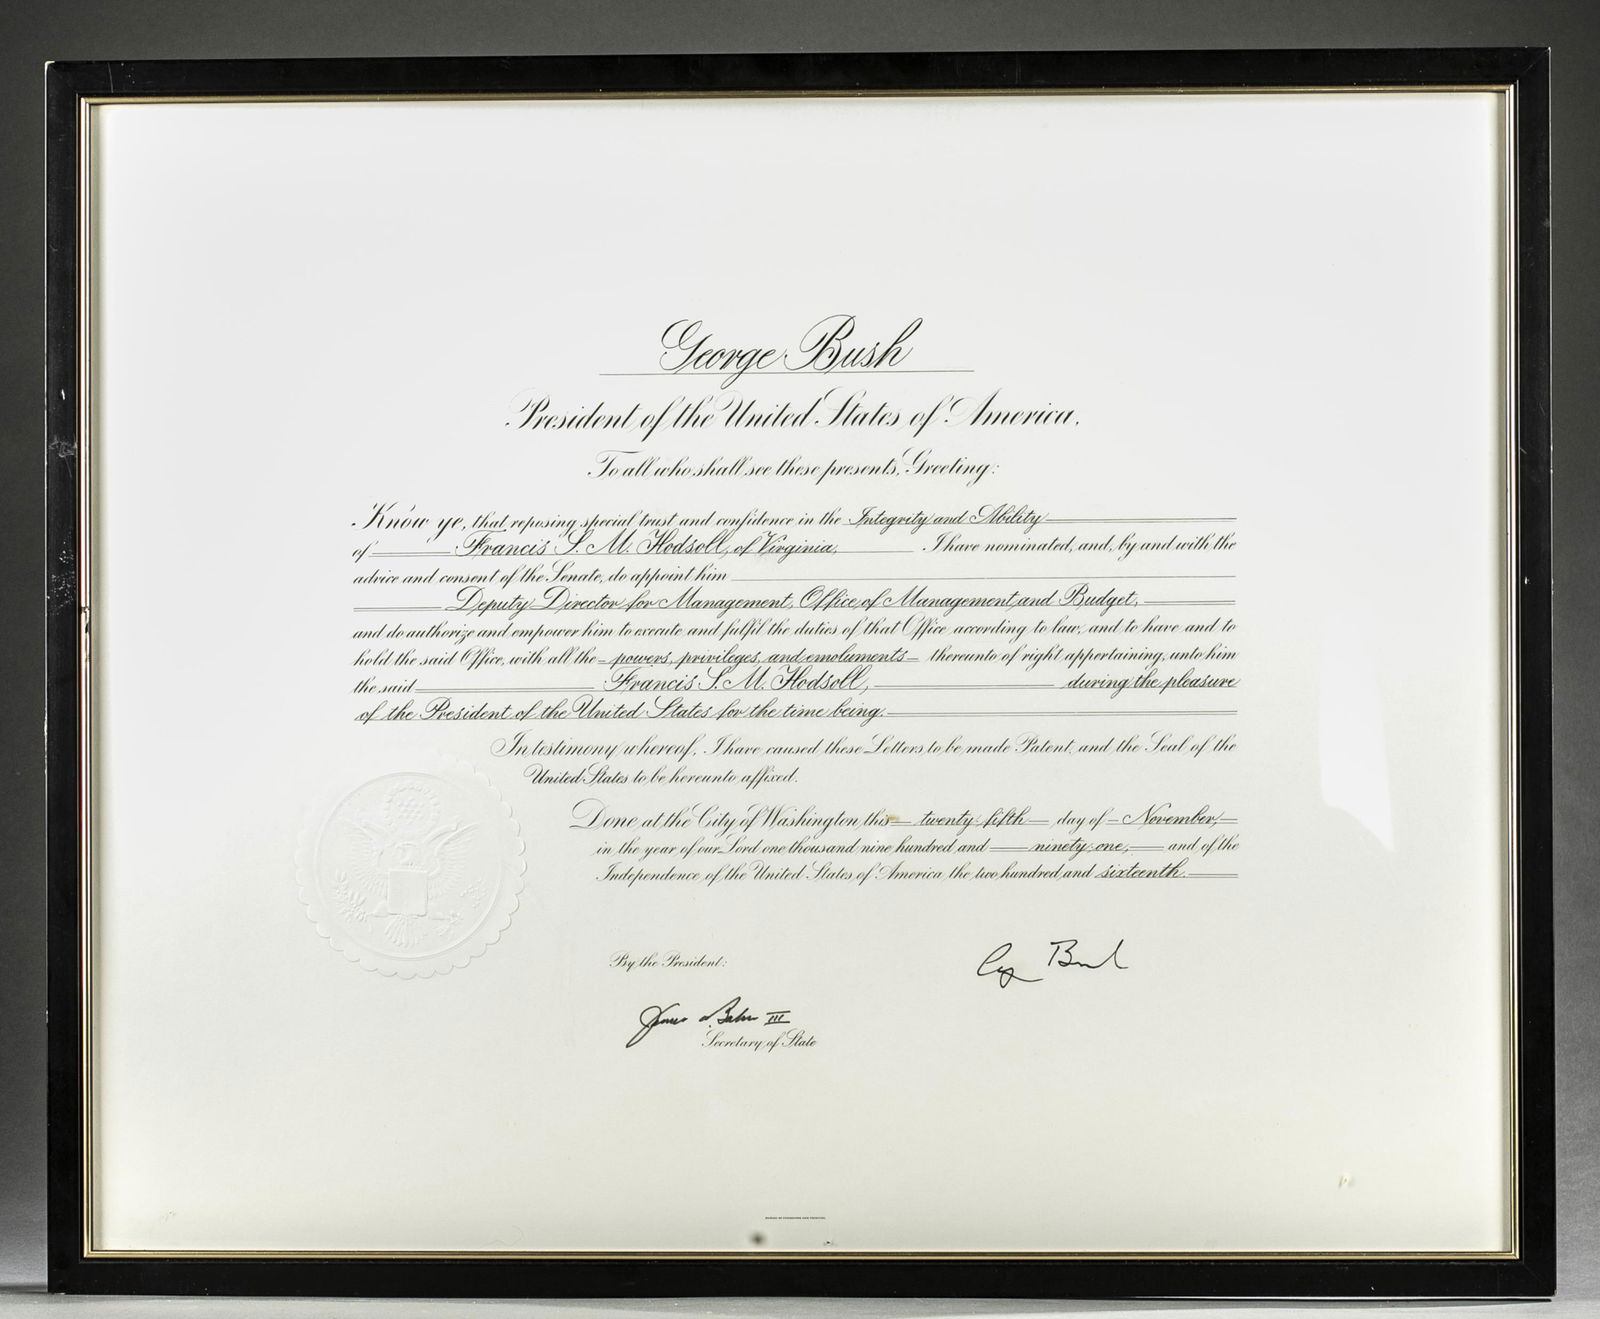 George Bush
President of the United States of America.
To all who shall see these presents, Greeting:
Know ye, that reposing special trust and confidence in the Integrity and Ability
of Francis S. M. Hodsoll, of Virginia, I have nominated, and, by and with the
advice and consent of the Senate, do appoint him
Deputy Director for Management, Office of Management and Budget,
and do authorize and empower him to execute and fulfil the duties of that Office according to law, and to have and to
hold the said Office, with all the powers, privileges, and emoluments thereunto of right appertaining, unto him
the said Francis S. M. Hodsoll, during the pleasure
of the President of the United States for the time being.
In testimony whereof, I have caused these Letters to be made Patent, and the Seal of the
United States to be hereunto affixed.
Done at the City of Washington this twenty-fifth day of November,
in the year of our Lord one thousand nine hundred and ninety-one, and of the
Independence of the United States of America the two hundred and sixteenth.
By the President:
G Bush
James A Baker III
Secretary of State
BUREAU OF ENGRAVING AND PRINTING